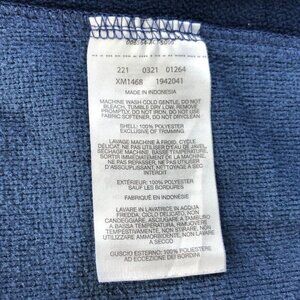 221 0321 01264
XM1468 1942041
MADE IN INDONESIA
MACHINE WASH COLD GENTLE, DO NOT
BLEACH, TUMBLE DRY LOW, REMOVE
PROMPTLY, DO NOT IRON, DO NOT USE
FABRIC SOFTENER, DO NOT DRYCLEAN
SHELL: 100% POLYESTER
EXCLUSIVE OF TRIMMING
LAVAGE MACHINE À FROID, CYCLE
DELICAT, NE PAS UTILISER D'EAU DE JAVEL,
SÉCHAGE MACHINE, BASSE TEMPÉRATURE,
SORTIR IMMÉDIATEMENT DE LA MACHINE,
NE PAS REPASSER, NE PAS UTILISER
D'ASSOUPLISSANT, NETTOYAGE À SEC
INTERDIT
EXTÉRIEUR: 100% POLYESTER
SAUF LES BORDURES
FABRIQUÉ EN INDONÉSIE
LAVARE IN LAVATRICE IN ACQUA
FREDDA, CICLO DELICATO, NON
CANDEGGIARE, ASCIUGARE A TAMBURO
A BASSA TEMPERATURA, RIMUOVERE
TEMPESTIVAMENTE, NON STIRARE, NON
UTILIZZARE AMMORBIDENTE, NON LAVARE
A SECCO
GUSCIO ESTERNO: 100% POLIESTERE
AD ECCEZIONE DEI BORDINI